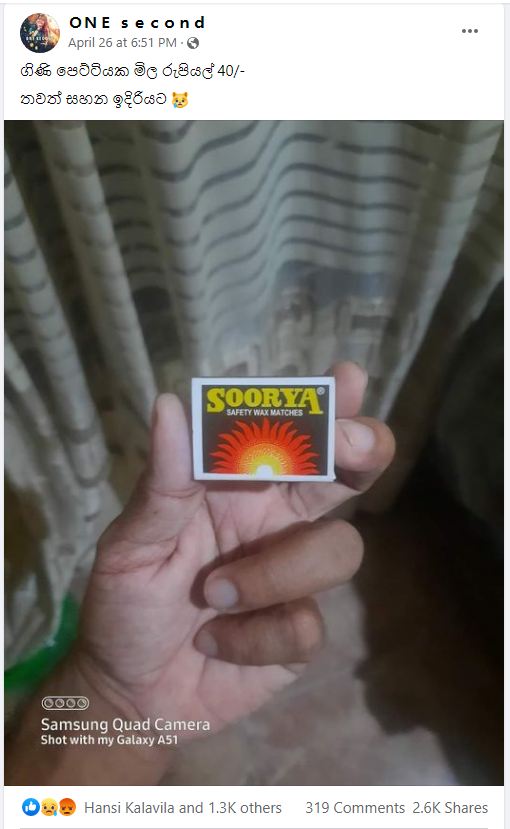 ONE second
April 26 at 6:51 PM ·
ගිණි පෙට්ටියක මිල රුපියල් 40/-
තවත් සහන ඉදිරියට
SOORYA®
SAFETY WAX MATCHES
Samsung Quad Camera
Shot with my Galaxy A51
Hansi Kalavila and 1.3K others 319 Comments 2.6K Shares